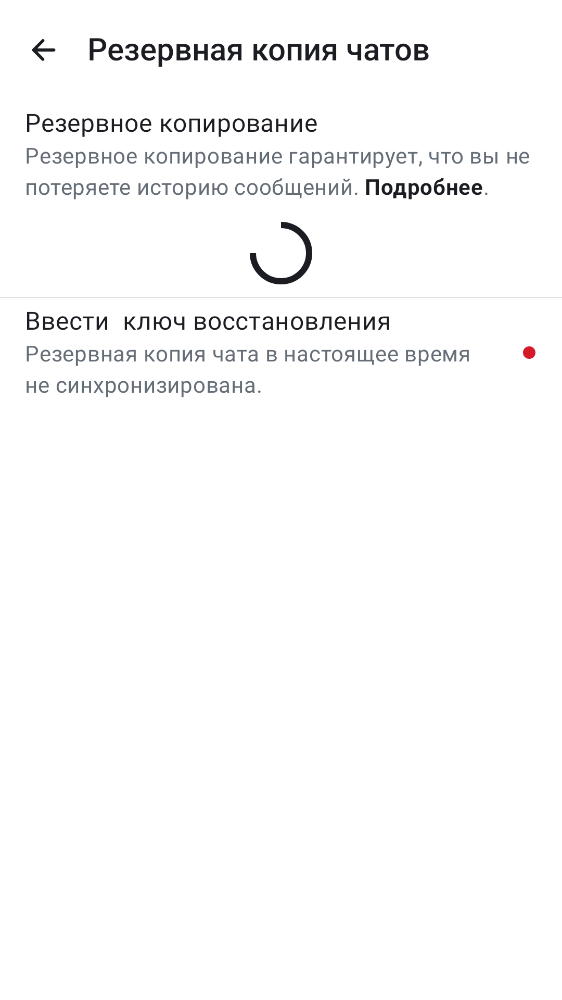 Резервная копия чатов
Резервное копирование
Резервное копирование гарантирует, что вы не
потеряете историю сообщений. Подробнее.
Ввести  ключ восстановления
Резервная копия чата в настоящее время
не синхронизирована.